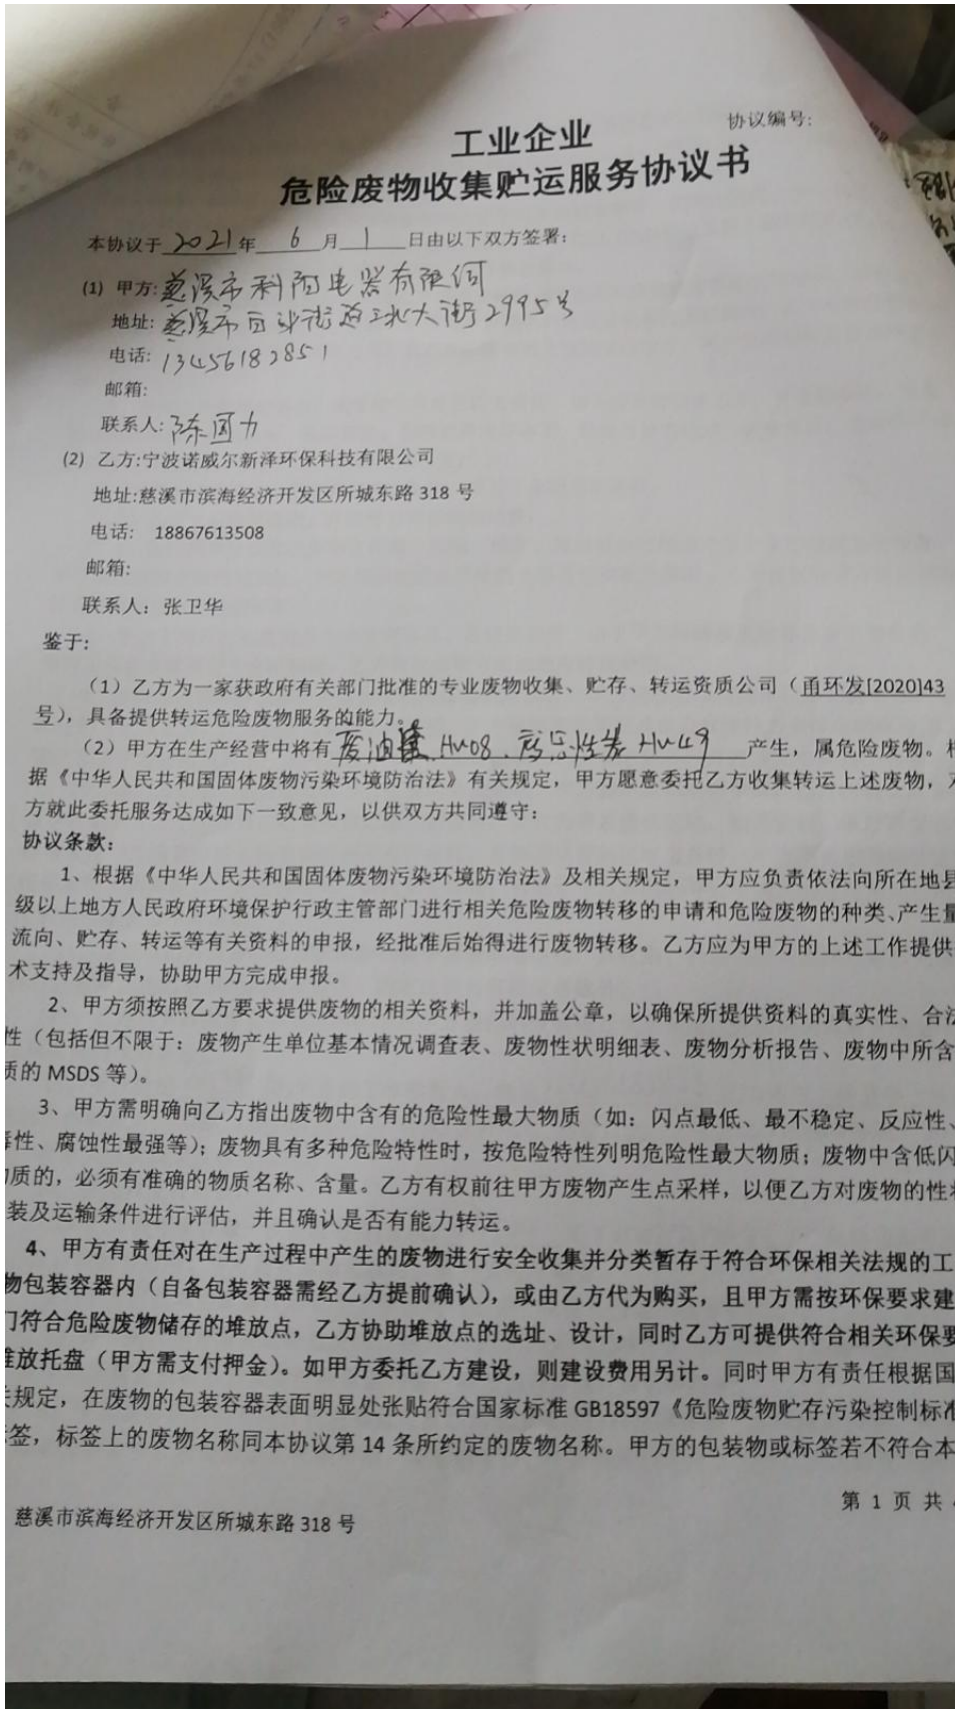 协议编号:
工业企业
危险废物收集贮运服务协议书
本协议于 2021 年 6 月 1 日由以下双方签署：
(1) 甲方: 慈溪市科阳电器有限
地址: 慈溪市白沙街道三北大街2995号
电话: 13456182851
邮箱:
联系人: 陈国力
(2) 乙方:宁波诺威尔新泽环保科技有限公司
地址:慈溪市滨海经济开发区所城东路 318 号
电话: 18867613508
邮箱:
联系人：张卫华
鉴于:
（1）乙方为一家获政府有关部门批准的专业废物收集、贮存、转运资质公司（甬环发[2020]43
号），具备提供转运危险废物服务的能力。
（2）甲方在生产经营中将有 废油 HW08、废活性炭 HW49 产生，属危险废物。根
据《中华人民共和国固体废物污染环境防治法》有关规定，甲方愿意委托乙方收集转运上述废物，
方就此委托服务达成如下一致意见，以供双方共同遵守：
协议条款：
1、根据《中华人民共和国固体废物污染环境防治法》及相关规定，甲方应负责依法向所在地县
级以上地方人民政府环境保护行政主管部门进行相关危险废物转移的申请和危险废物的种类、产生量
流向、贮存、转运等有关资料的申报，经批准后始得进行废物转移。乙方应为甲方的上述工作提供
术支持及指导，协助甲方完成申报。
2、甲方须按照乙方要求提供废物的相关资料，并加盖公章，以确保所提供资料的真实性、合法
性（包括但不限于：废物产生单位基本情况调查表、废物性状明细表、废物分析报告、废物中所含
质的 MSDS 等）。
3、甲方需明确向乙方指出废物中含有的危险性最大物质（如：闪点最低、最不稳定、反应性、
毒性、腐蚀性最强等）；废物具有多种危险特性时，按危险特性列明危险性最大物质；废物中含低闪
物质的，必须有准确的物质名称、含量。乙方有权前往甲方废物产生点采样，以便乙方对废物的性状
装及运输条件进行评估，并且确认是否有能力转运。
4、甲方有责任对在生产过程中产生的废物进行安全收集并分类暂存于符合环保相关法规的工
物包装容器内（自备包装容器需经乙方提前确认），或由乙方代为购买，且甲方需按环保要求建
门符合危险废物储存的堆放点，乙方协助堆放点的选址、设计，同时乙方可提供符合相关环保要
堆放托盘（甲方需支付押金）。如甲方委托乙方建设，则建设费用另计。同时甲方有责任根据国
关规定，在废物的包装容器表面明显处张贴符合国家标准 GB18597《危险废物贮存污染控制标准
签，标签上的废物名称同本协议第 14 条所约定的废物名称。甲方的包装物或标签若不符合本
第 1 页 共
慈溪市滨海经济开发区所城东路 318 号